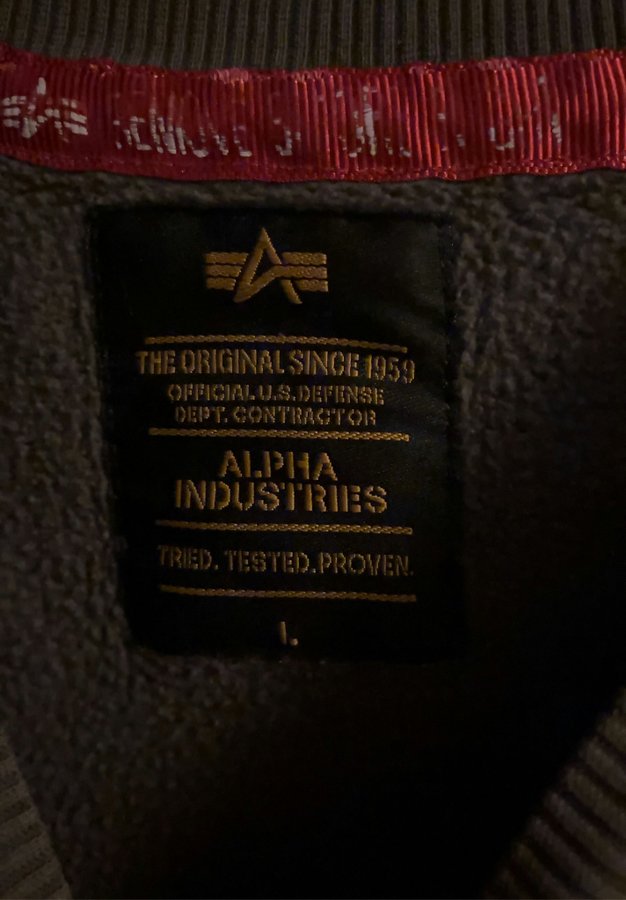 THE ORIGINAL SINCE 1959
OFFICIAL U.S. DEFENSE
DEPT. CONTRACTOR
ALPHA
INDUSTRIES
TRIED. TESTED. PROVEN.
L